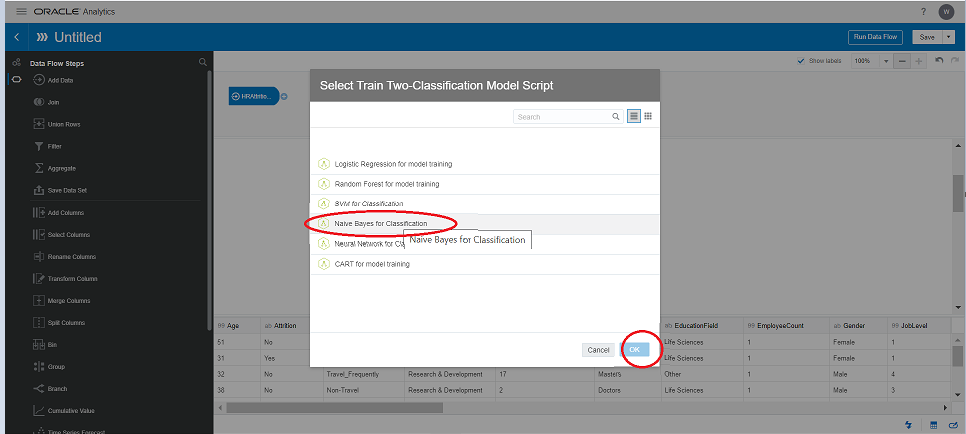 ORACLE Analytics
?
W
Untitled
Run Data Flow
Save
Data Flow Steps
Show labels
100%
Add Data
Join
Union Rows
Filter
Aggregate
Save Data Set
Add Columns
Select Columns
Rename Columns
Transform Column
Merge Columns
Split Columns
Bin
Group
Branch
Cumulative Value
Time Series Forecast
HRAttritio...
Select Train Two-Classification Model Script
Search
Logistic Regression for model training
Random Forest for model training
SVM for Classification
Naive Bayes for Classification
Neural Network for Cla
Naive Bayes for Classification
CART for model training
Cancel
OK
99 Age ab Attrition ab EducationField 99 EmployeeCount ab Gender 99 JobLevel
51 No Life Sciences 1 Female 1
31 Yes Life Sciences 1 Female 1
32 No Travel_Frequently Research & Development 17 Master's Other 1 Male 4
38 No Non-Travel Research & Development 2 Doctors Life Sciences 1 Male 3